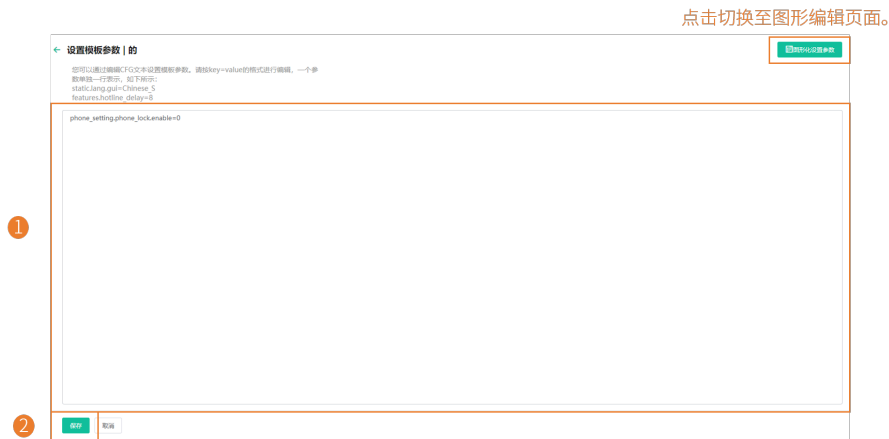 点击切换至图形编辑页面。
← 设置模板参数 | 的
图形化设置参数
您可以通过编辑CFG文本设置模板参数。请按key=value的格式进行编辑，一个参
数单独一行表示，如下所示：
static.lang.gui=Chinese_S
features.hotline_delay=8
phone_setting.phone_lock.enable=0
1
2
保存
取消